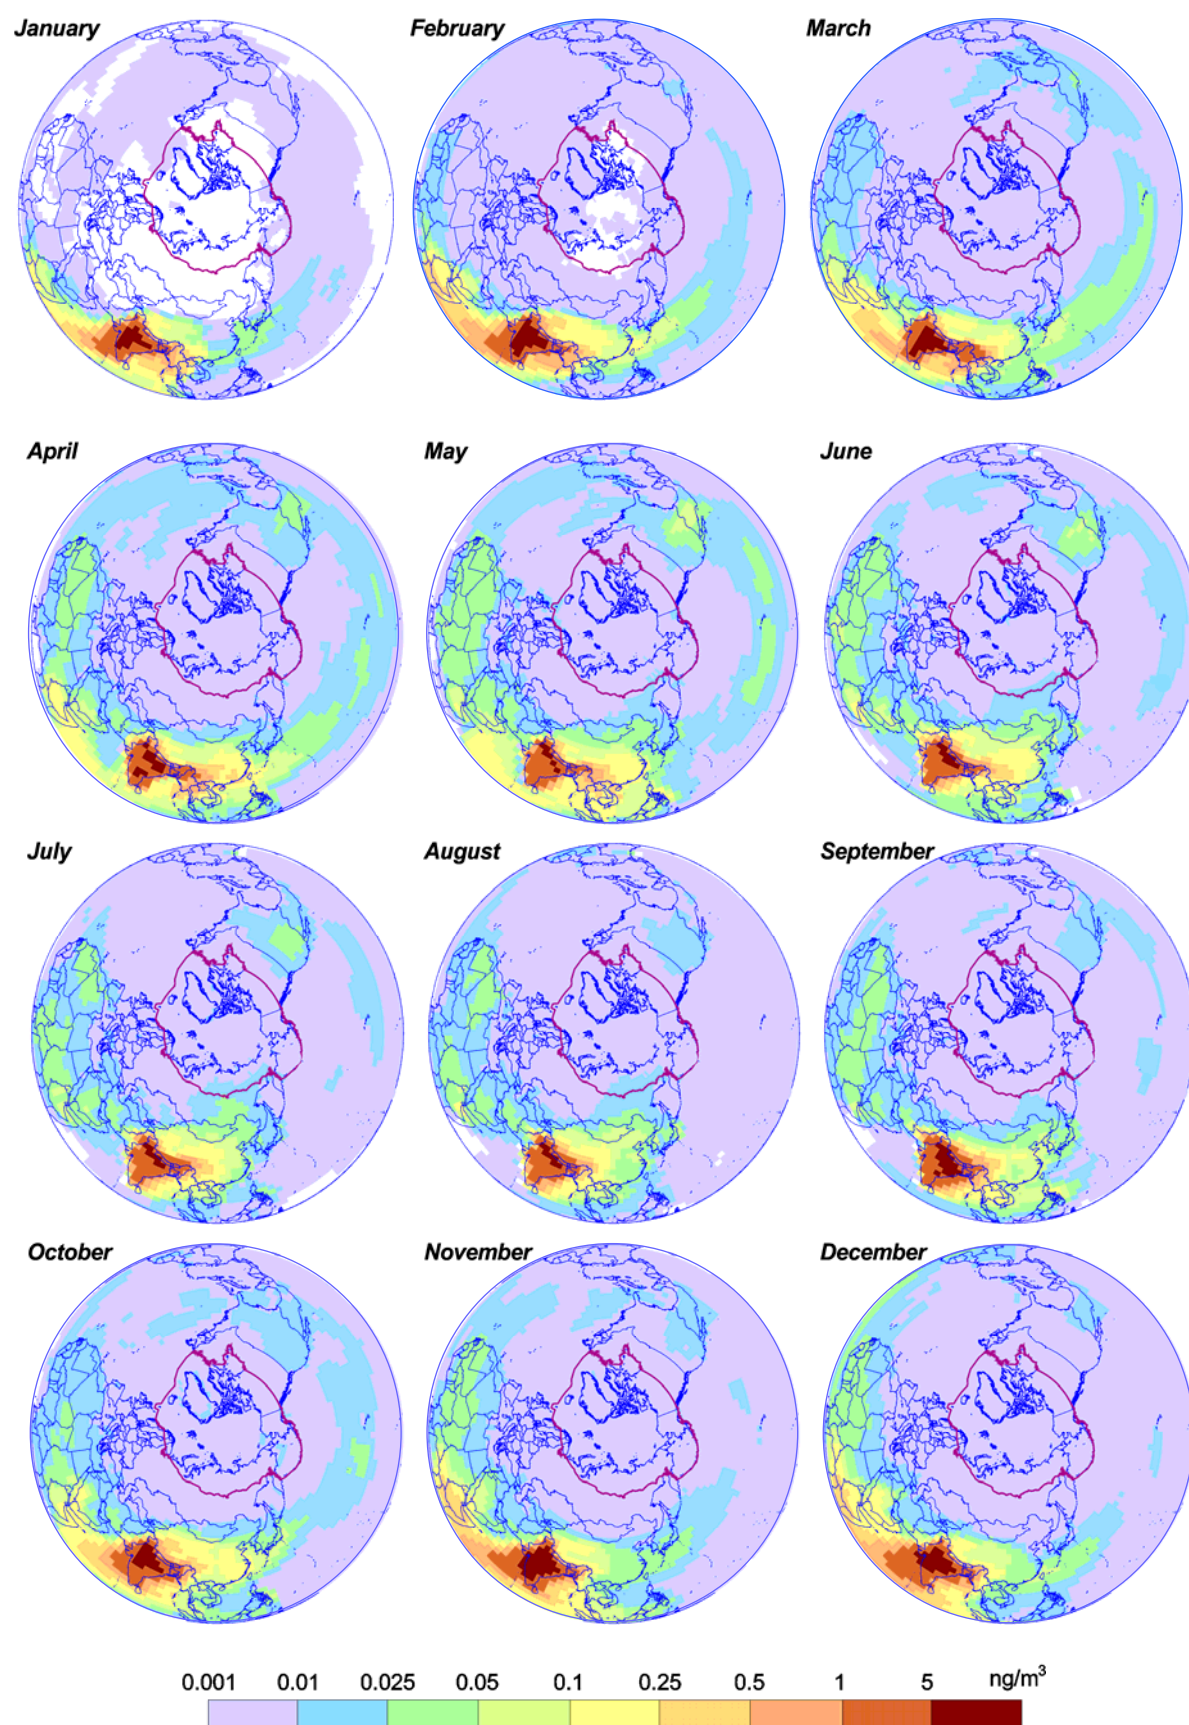 January February March
April May June
July August September
October November December
0.001 0.01 0.025 0.05 0.1 0.25 0.5 1 5 ng/m³